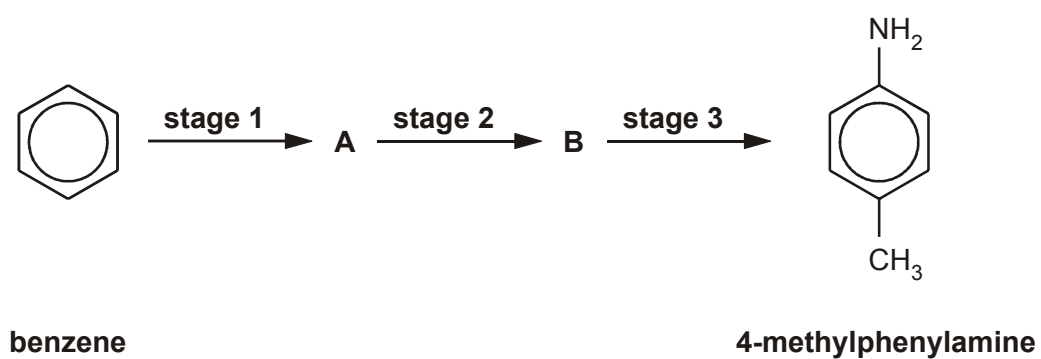 NH2
stage 1
stage 2
stage 3
A
B
CH3
benzene
4-methylphenylamine